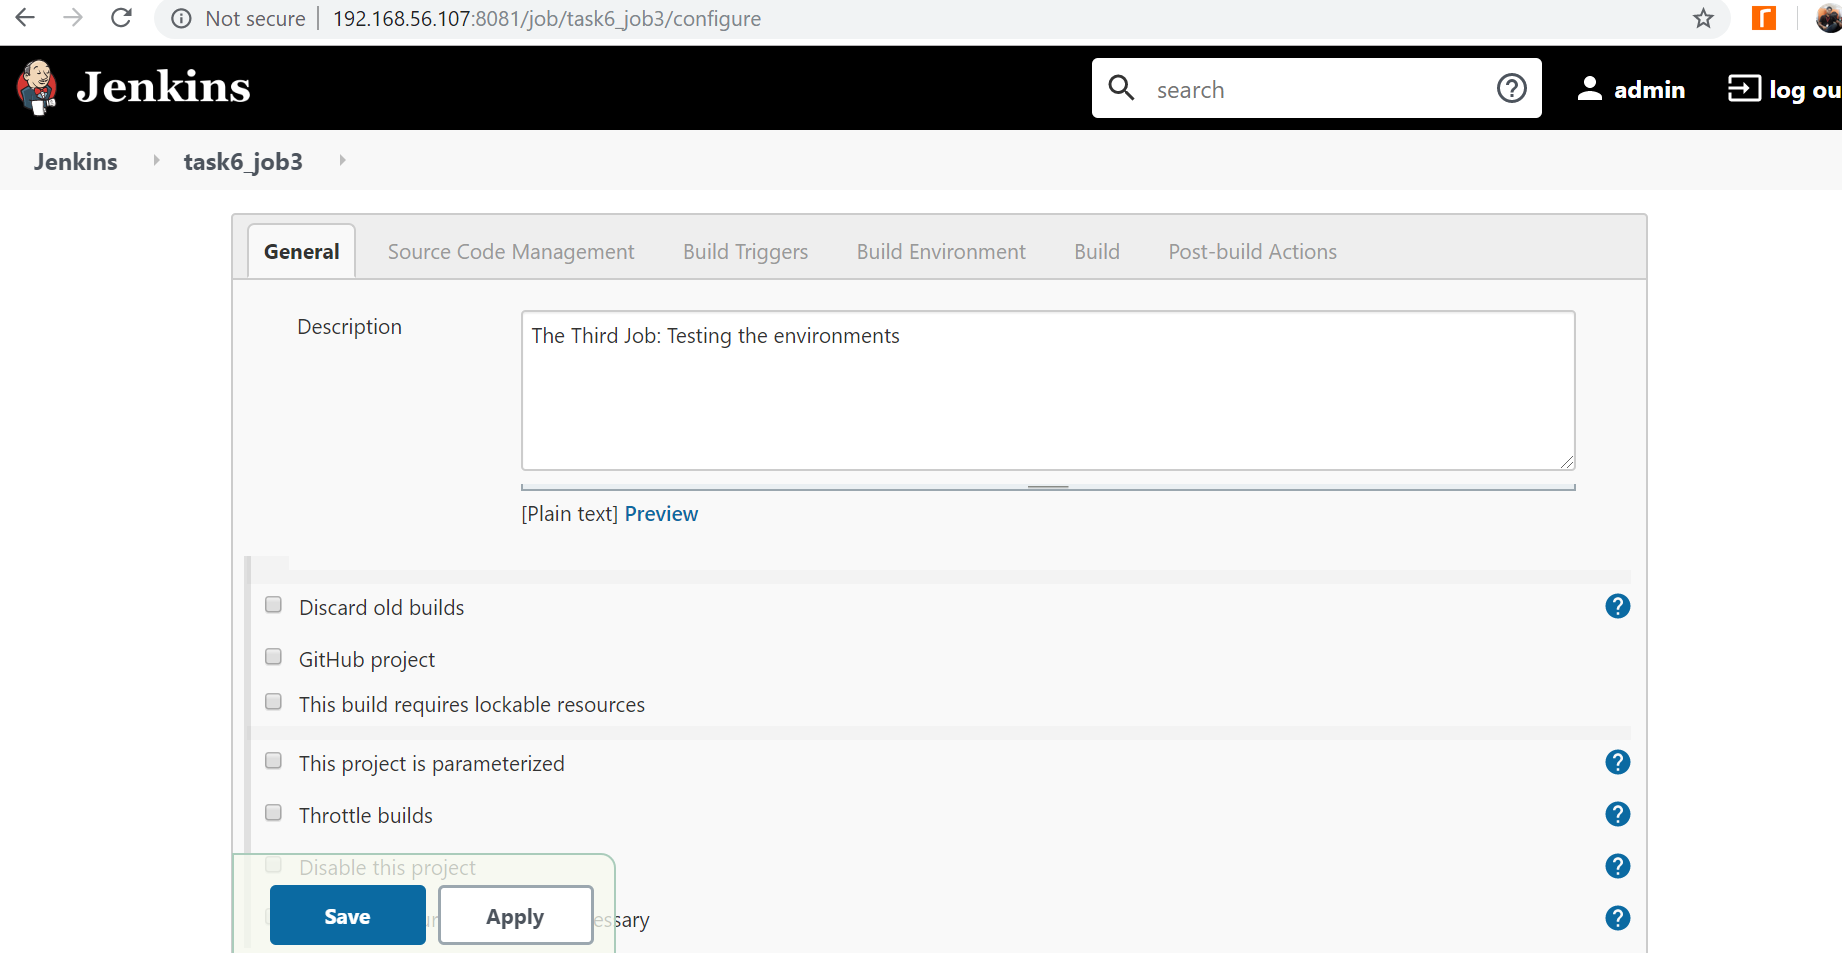 Not secure 192.168.56.107:8081/job/task6_job3/configure
Jenkins
search
admin
log ou
Jenkins
task6_job3
General Source Code Management Build Triggers Build Environment Build Post-build Actions
Description
The Third Job: Testing the environments
[Plain text] Preview
Discard old builds
GitHub project
This build requires lockable resources
This project is parameterized
Throttle builds
Disable this project
Save
Apply
essary